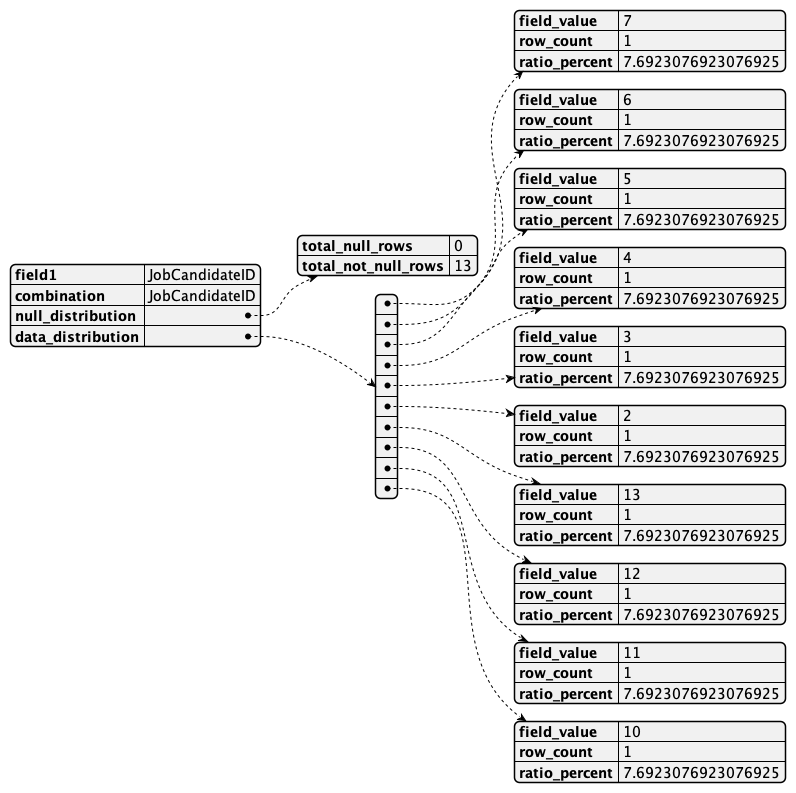 field1 JobCandidateID
combination JobCandidateID
null_distribution
data_distribution
total_null_rows 0
total_not_null_rows 13
field_value 7
row_count 1
ratio_percent 7.6923076923076925
field_value 6
row_count 1
ratio_percent 7.6923076923076925
field_value 5
row_count 1
ratio_percent 7.6923076923076925
field_value 4
row_count 1
ratio_percent 7.6923076923076925
field_value 3
row_count 1
ratio_percent 7.6923076923076925
field_value 2
row_count 1
ratio_percent 7.6923076923076925
field_value 13
row_count 1
ratio_percent 7.6923076923076925
field_value 12
row_count 1
ratio_percent 7.6923076923076925
field_value 11
row_count 1
ratio_percent 7.6923076923076925
field_value 10
row_count 1
ratio_percent 7.6923076923076925